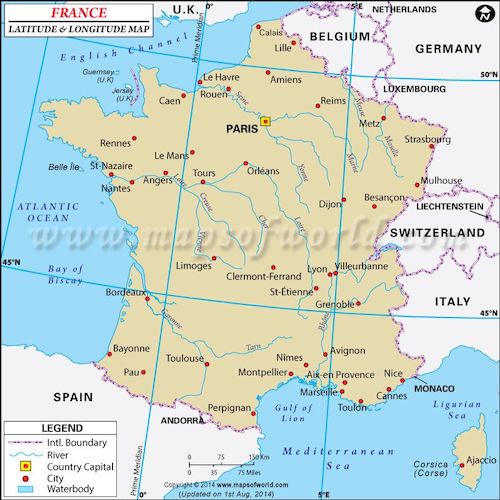 FRANCE
LATITUDE & LONGITUDE MAP
U.K.
Prime Meridian
5°E
NETHERLANDS
BELGIUM
GERMANY
50°N
LUXEMBOURG
English Channel
Guernsey
(U.K)
Jersey
(U.K)
Calais
Lille
Le Havre
Amiens
Rouen
Caen
Seine
Reims
Meuse
Metz
Moselle
Marne
PARIS
Strasbourg
Rennes
Le Mans
Orléans
Yonne
Mulhouse
Belle Île
St-Nazaire
Angers
Tours
Nantes
Loire
Creuse
Cher
Loire
Dijon
Besançon
LIECHTENSTEIN
SWITZERLAND
ATLANTIC
OCEAN
www.mapsofworld.com
Vienne
Limoges
Clermont-Ferrand
Lyon
Villeurbanne
St-Étienne
Grenoble
45°N
Bay of
Biscay
Bordeaux
ITALY
45°N
Garonne
Rhône
Tarn
Bayonne
Pau
Toulouse
Nîmes
Avignon
Montpellier
Aix-en Provence
Nice
MONACO
Marseille
Cannes
Toulon
SPAIN
ANDORRA
Perpignan
Gulf of
Lion
Ligurian
Sea
Mediterranean
Sea
Corsica
(Corse)
Ajaccio
LEGEND
Intl. Boundary
River
Country Capital
City
Waterbody
Prime Meridian
0
75
150 Km
0
75 Miles
Copyright © 2014 www.mapsofworld.com
(Updated on 1st Aug, 2014)
5°E